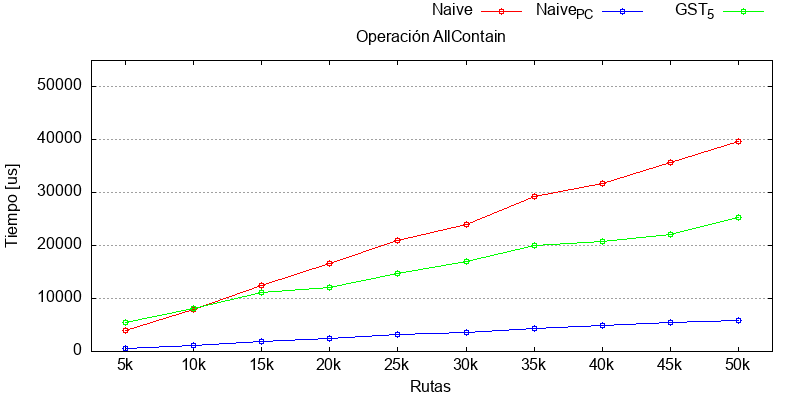 Naive NaivePC GST5
Operación AllContain
50000
40000
30000
20000
10000
0
Tiempo [us]
5k 10k 15k 20k 25k 30k 35k 40k 45k 50k
Rutas